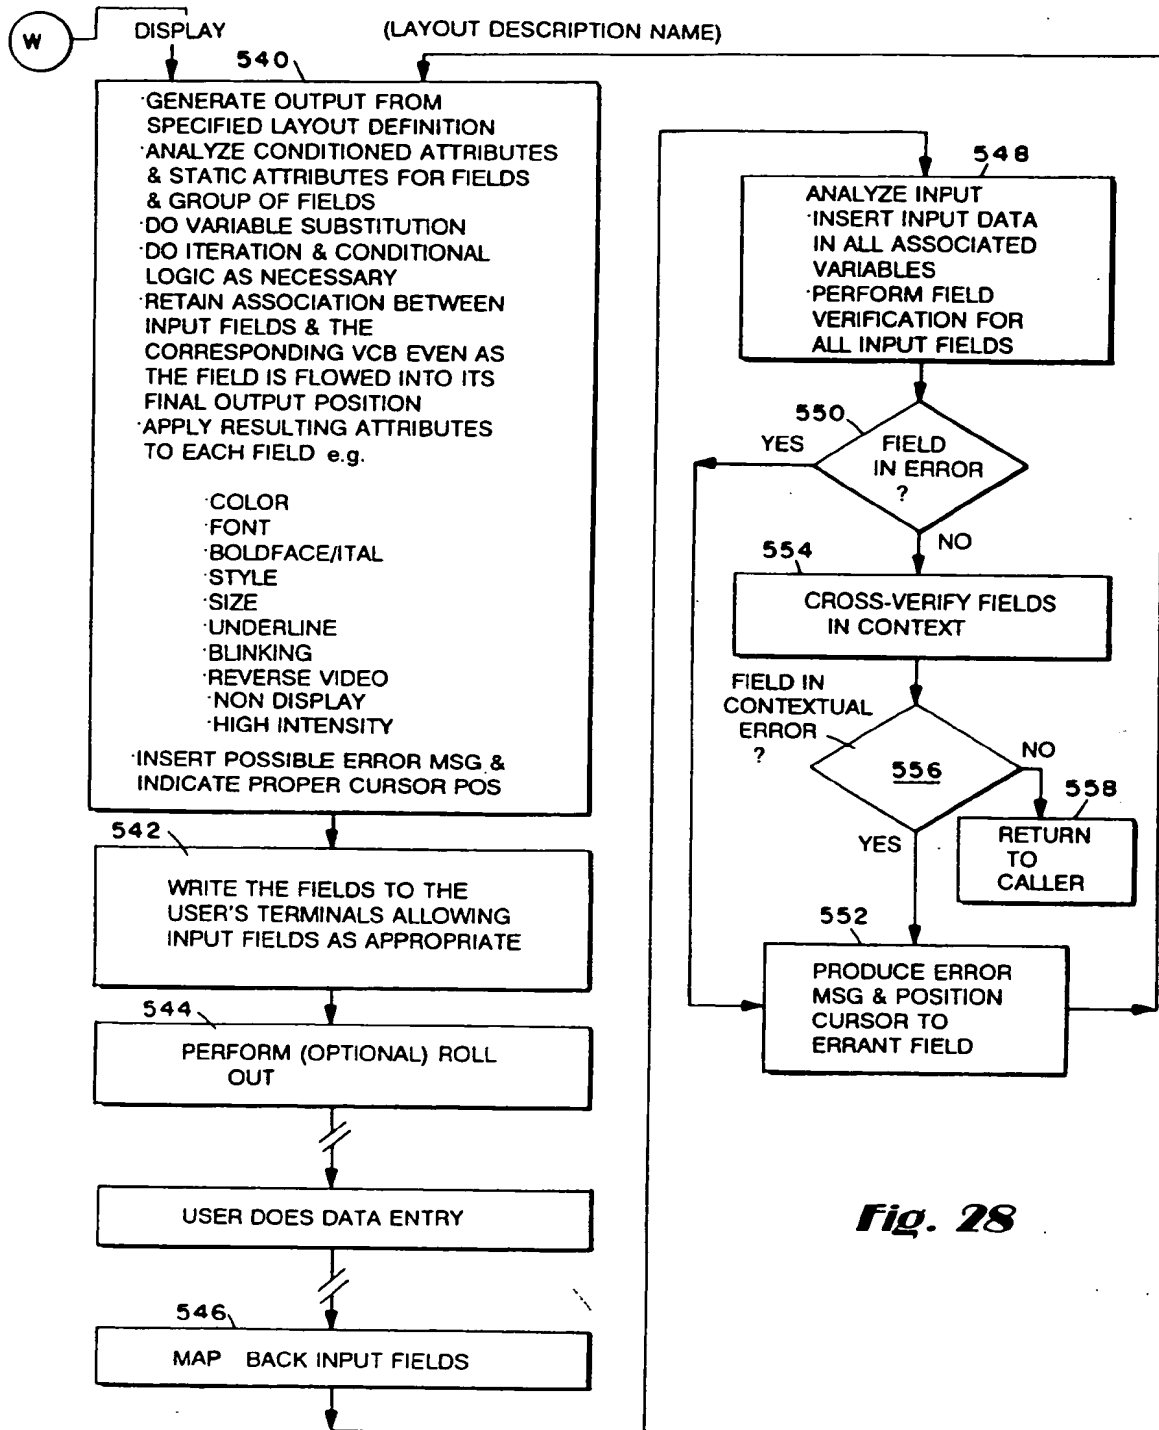 W
DISPLAY (LAYOUT DESCRIPTION NAME)
540
·GENERATE OUTPUT FROM
SPECIFIED LAYOUT DEFINITION
·ANALYZE CONDITIONED ATTRIBUTES
& STATIC ATTRIBUTES FOR FIELDS
& GROUP OF FIELDS
·DO VARIABLE SUBSTITUTION
·DO ITERATION & CONDITIONAL
LOGIC AS NECESSARY
·RETAIN ASSOCIATION BETWEEN
INPUT FIELDS & THE
CORRESPONDING VCB EVEN AS
THE FIELD IS FLOWED INTO ITS
FINAL OUTPUT POSITION
·APPLY RESULTING ATTRIBUTES
TO EACH FIELD e.g.
·COLOR
·FONT
·BOLDFACE/ITAL
·STYLE
·SIZE
·UNDERLINE
·BLINKING
·REVERSE VIDEO
·NON DISPLAY
·HIGH INTENSITY
·INSERT POSSIBLE ERROR MSG &
INDICATE PROPER CURSOR POS
542
WRITE THE FIELDS TO THE
USER'S TERMINALS ALLOWING
INPUT FIELDS AS APPROPRIATE
544
PERFORM (OPTIONAL) ROLL
OUT
USER DOES DATA ENTRY
546
MAP BACK INPUT FIELDS
548
ANALYZE INPUT
·INSERT INPUT DATA
IN ALL ASSOCIATED
VARIABLES
·PERFORM FIELD
VERIFICATION FOR
ALL INPUT FIELDS
550
YES
FIELD
IN ERROR
?
NO
554
CROSS-VERIFY FIELDS
IN CONTEXT
FIELD IN
CONTEXTUAL
ERROR
?
556
NO
558
RETURN
TO
CALLER
YES
552
PRODUCE ERROR
MSG & POSITION
CURSOR TO
ERRANT FIELD
Fig. 28